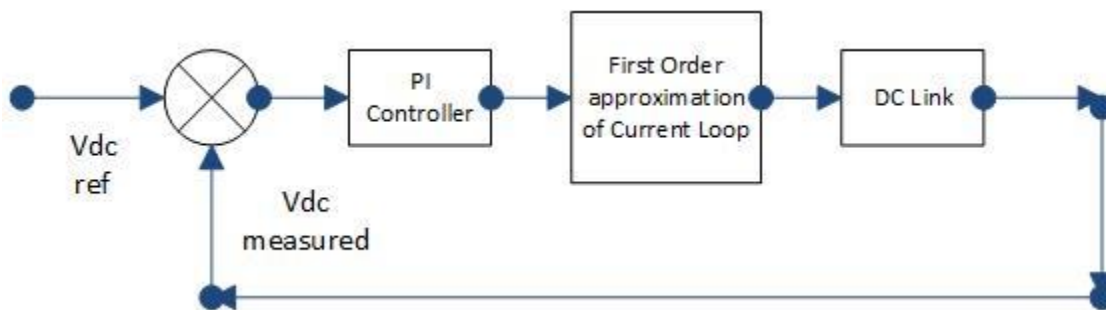 Vdc
ref
Vdc
measured
PI
Controller
First Order
approximation
of Current Loop
DC Link